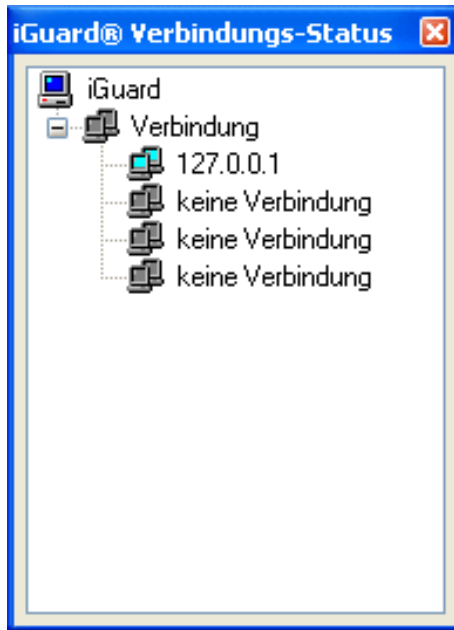 iGuard® Verbindungs-Status
iGuard
Verbindung
127.0.0.1
keine Verbindung
keine Verbindung
keine Verbindung